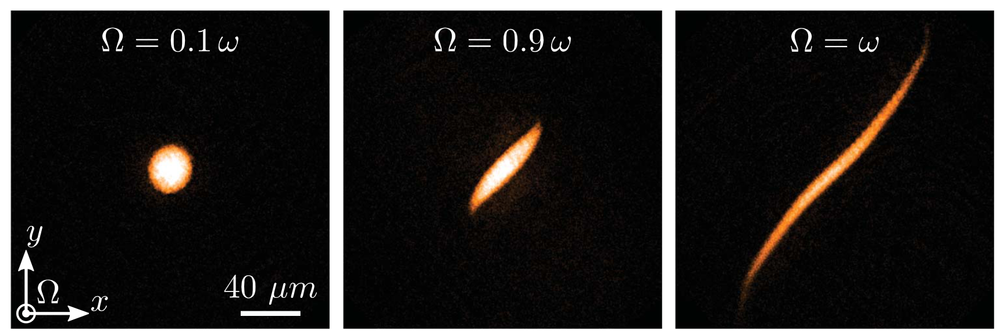 Ω = 0.1 ω
y
Ω
x
40 μm
Ω = 0.9 ω
Ω = ω